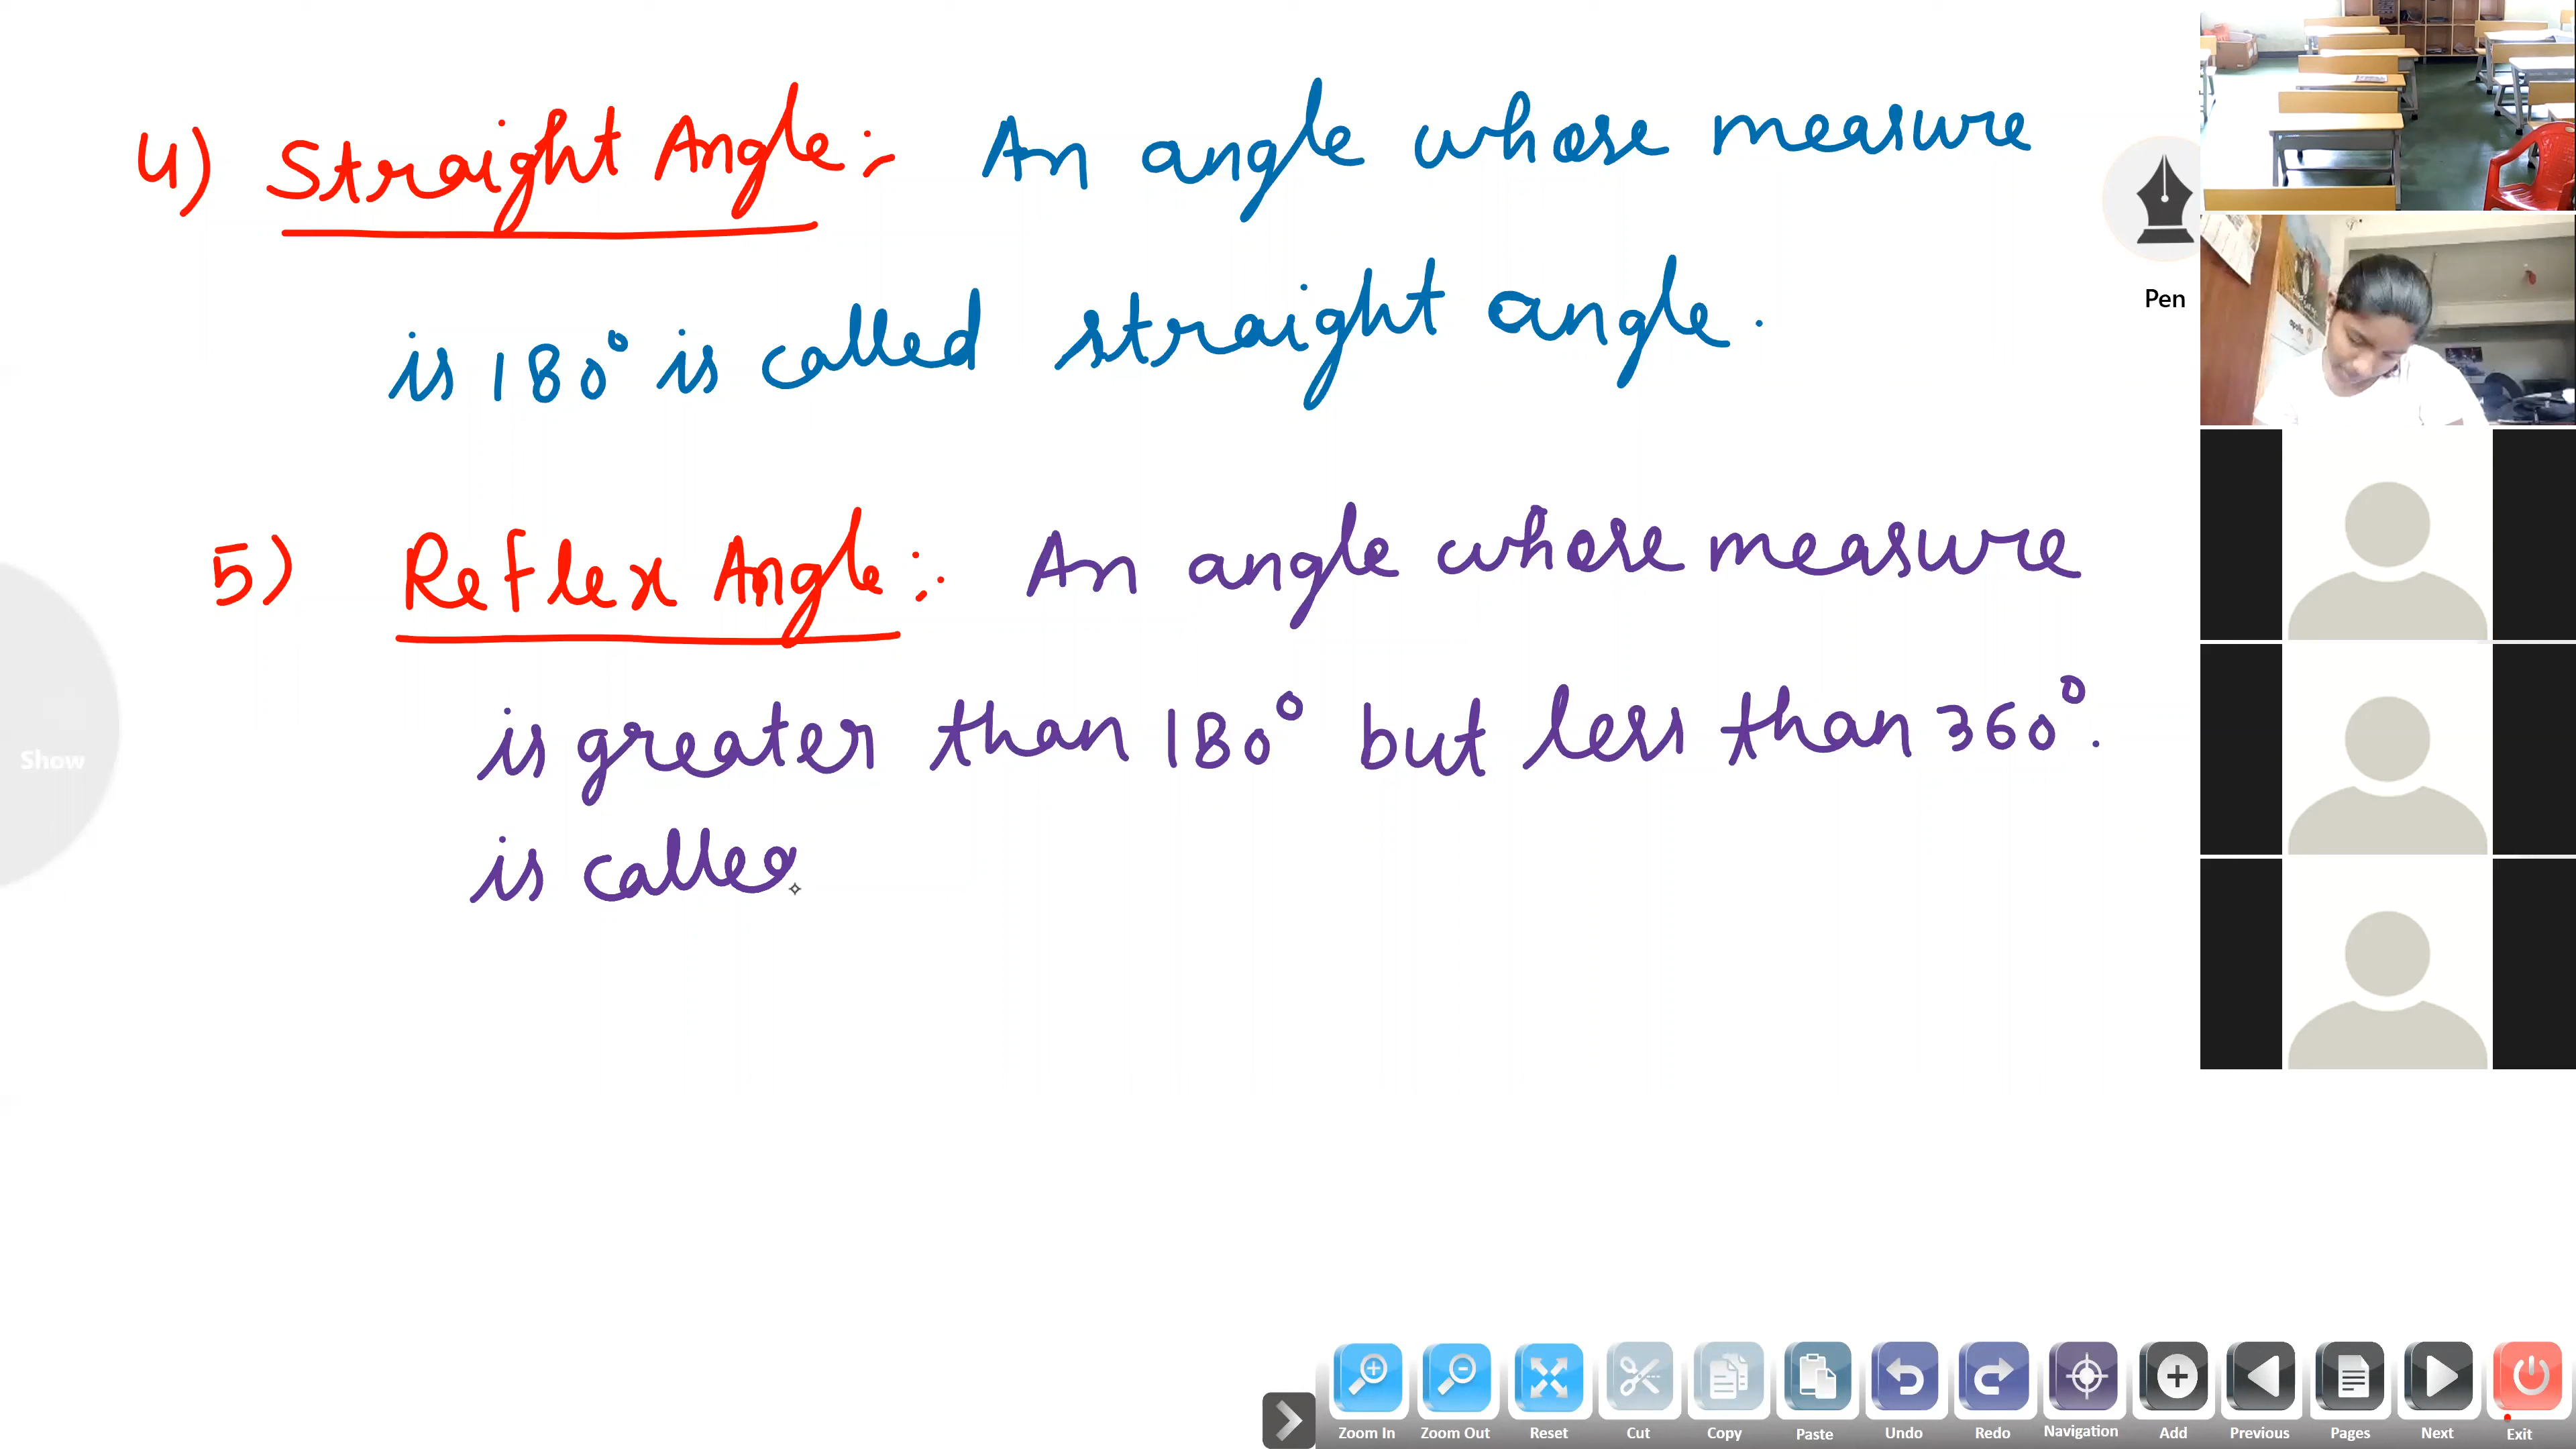 4) Straight Angle :- An angle whose measure
is 180° is called straight angle.
5) Reflex Angle :- An angle whose measure
is greater than 180° but less than 360°.
is called
Pen
Show
Zoom In Zoom Out Reset Cut Copy Paste Undo Redo Navigation Add Previous Pages Next Exit